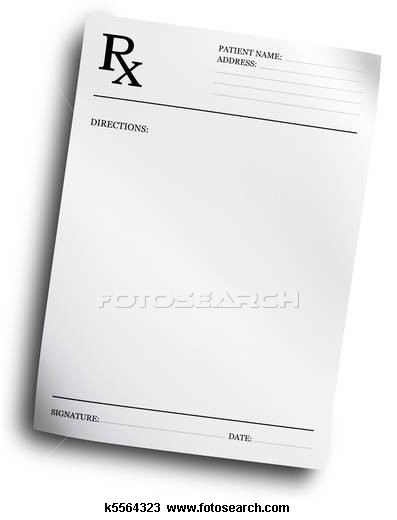 Rx
PATIENT NAME:
ADDRESS:
DIRECTIONS:
FOTOSEARCH
SIGNATURE:
DATE:
k5564323 www.fotosearch.com